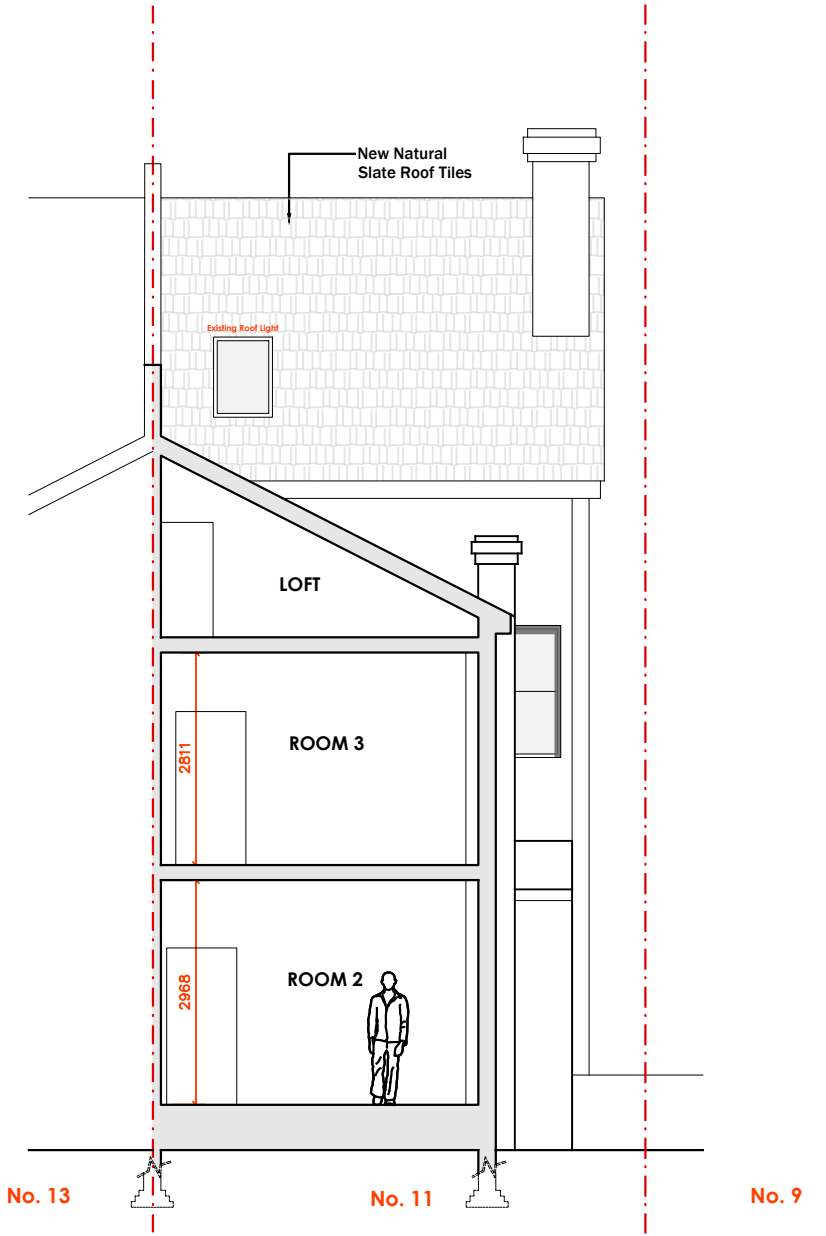 New Natural
Slate Roof Tiles
Existing Roof Light
LOFT
ROOM 3
2811
ROOM 2
2968
No. 13
No. 11
No. 9